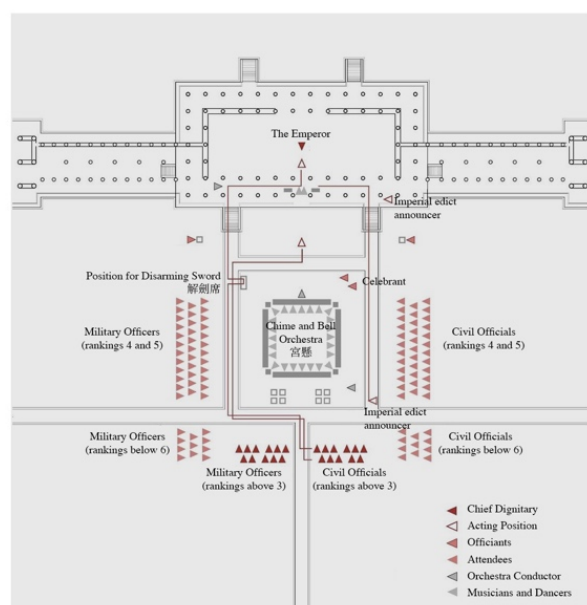 The Emperor
Imperial edict
announcer
Position for Disarming Sword
解劍席
Celebrant
Military Officers
(rankings 4 and 5)
Chime and Bell
Orchestra
宮懸
Civil Officials
(rankings 4 and 5)
Imperial edict
announcer
Military Officers
(rankings below 6)
Military Officers
(rankings above 3)
Civil Officials
(rankings above 3)
Civil Officials
(rankings below 6)
Chief Dignitary
Acting Position
Officiants
Attendees
Orchestra Conductor
Musicians and Dancers